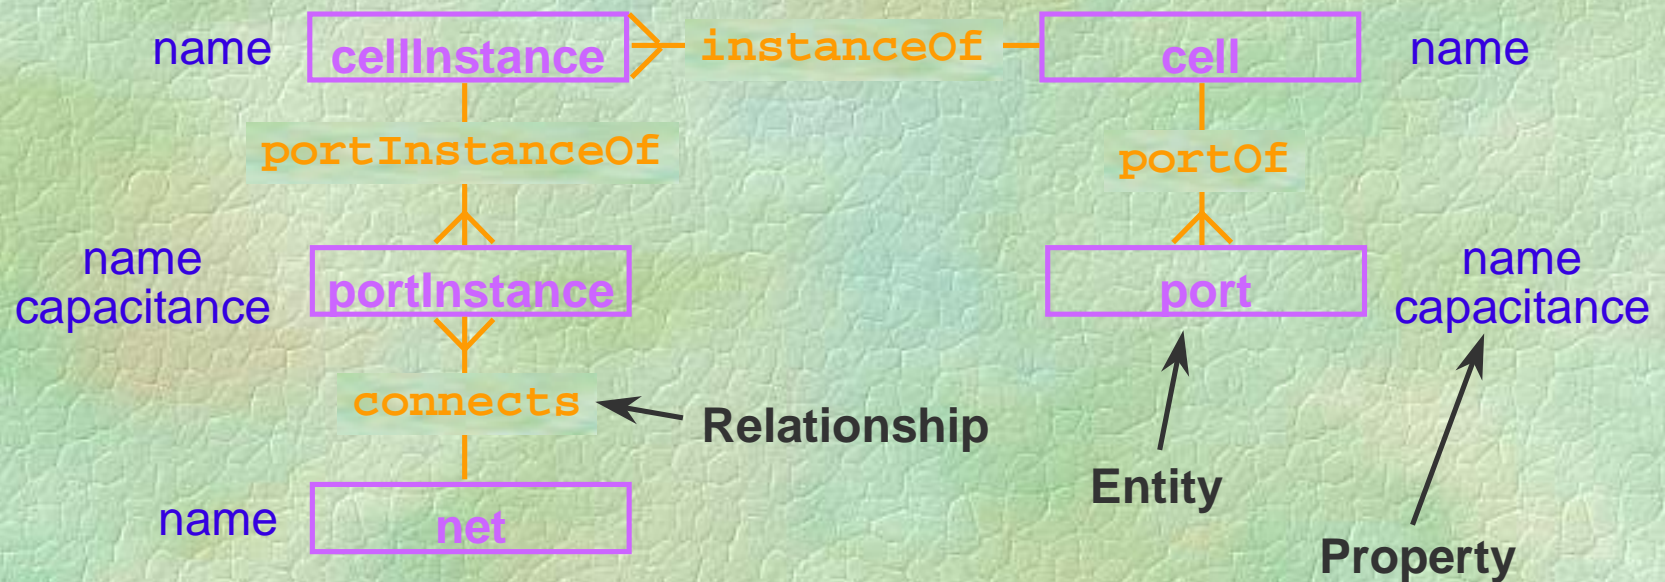 name
cellInstance
instanceOf
cell
name
portInstanceOf
portOf
name
capacitance
portInstance
port
name
capacitance
connects
Relationship
Entity
name
net
Property